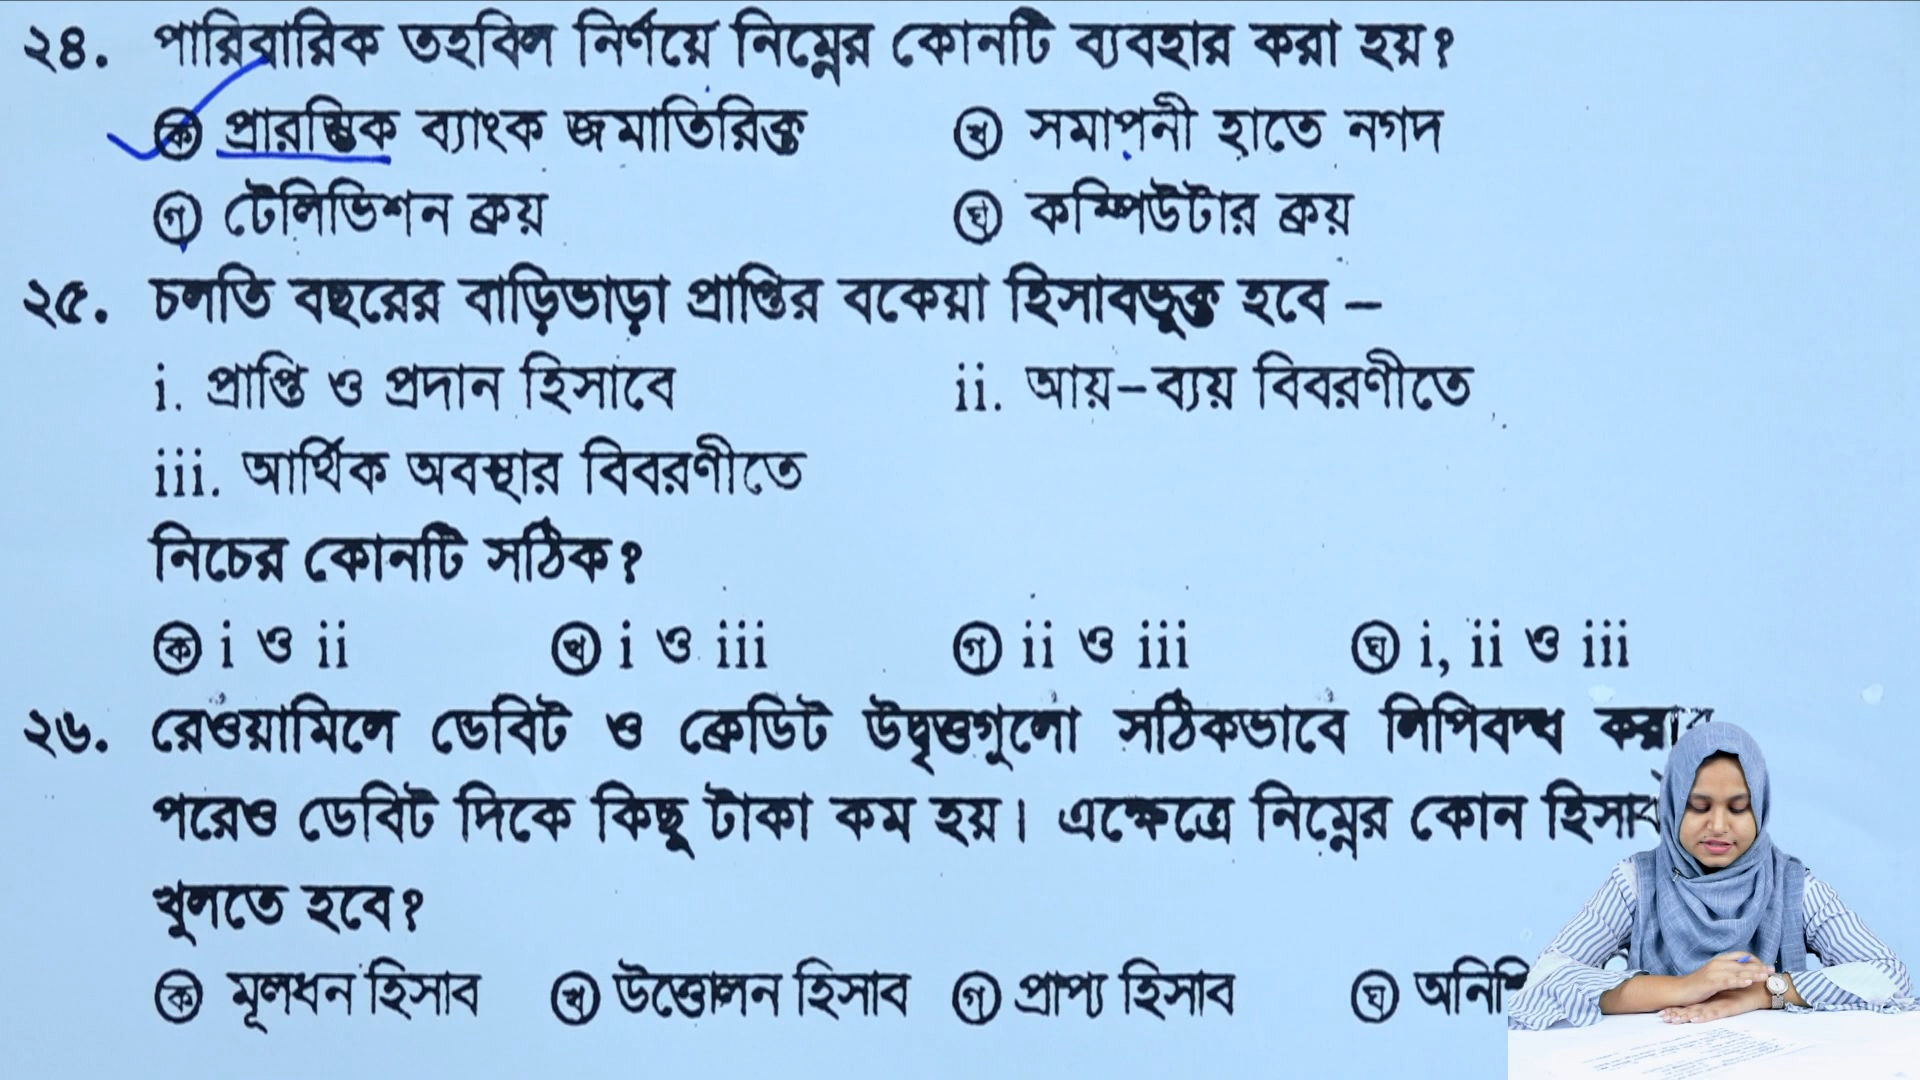 ২৪. পারিবারিক তহবিল নির্ণয়ে নিম্নের কোনটি ব্যবহার করা হয়?
ক প্রারম্ভিক ব্যাংক জমাতিরিক্ত খ সমাপনী হাতে নগদ
গ টেলিভিশন ক্রয় ঘ কম্পিউটার ক্রয়
২৫. চলতি বছরের বাড়িভাড়া প্রাপ্তির বকেয়া হিসাবভুক্ত হবে –
i. প্রাপ্তি ও প্রদান হিসাবে ii. আয়-ব্যয় বিবরণীতে
iii. আর্থিক অবস্থার বিবরণীতে
নিচের কোনটি সঠিক?
ক i ও ii খ i ও iii গ ii ও iii ঘ i, ii ও iii
২৬. রেওয়ামিলে ডেবিট ও ক্রেডিট উদ্বৃত্তগুলো সঠিকভাবে লিপিবদ্ধ করার
পরেও ডেবিট দিকে কিছু টাকা কম হয়। এক্ষেত্রে নিম্নের কোন হিসাব
খুলতে হবে?
ক মূলধন হিসাব খ উত্তোলন হিসাব গ প্রাপ্য হিসাব ঘ